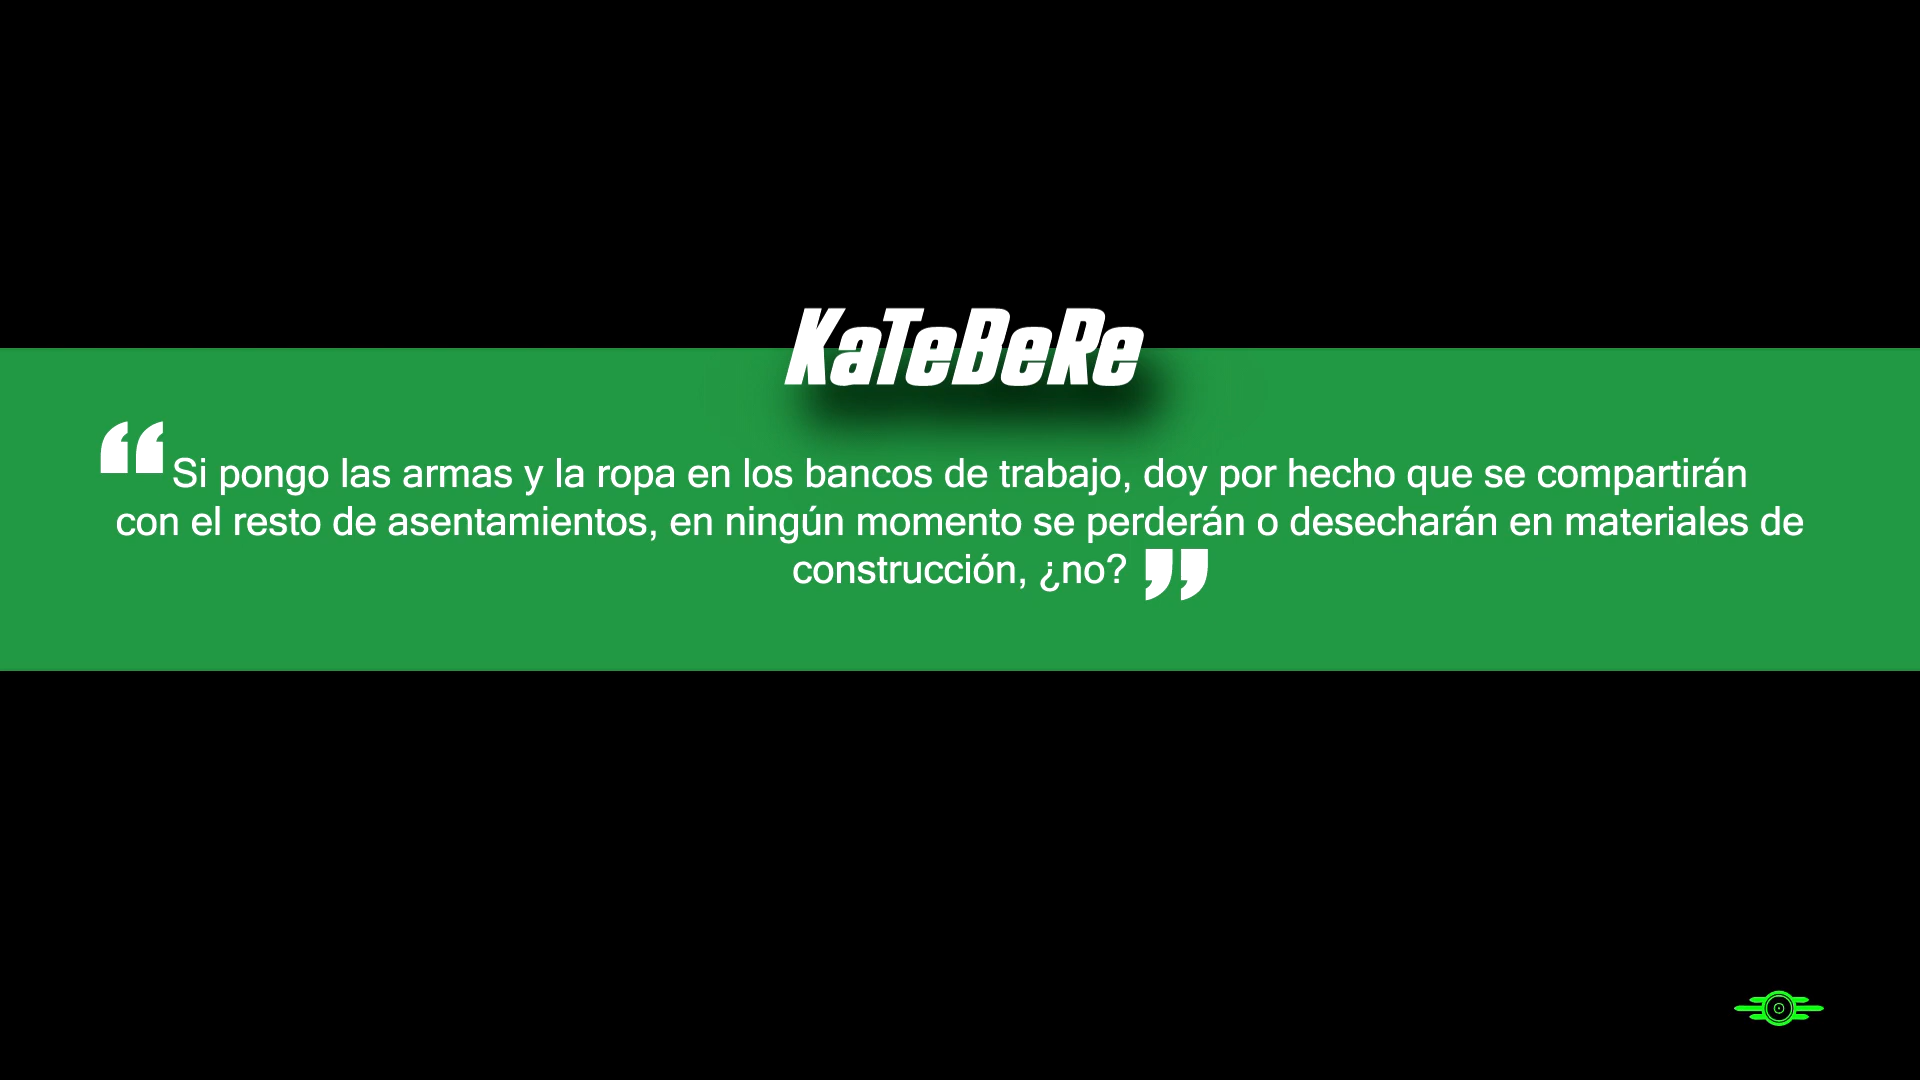 KaTeBeRe
“ Si pongo las armas y la ropa en los bancos de trabajo, doy por hecho que se compartirán
con el resto de asentamientos, en ningún momento se perderán o desecharán en materiales de
construcción, ¿no? ”